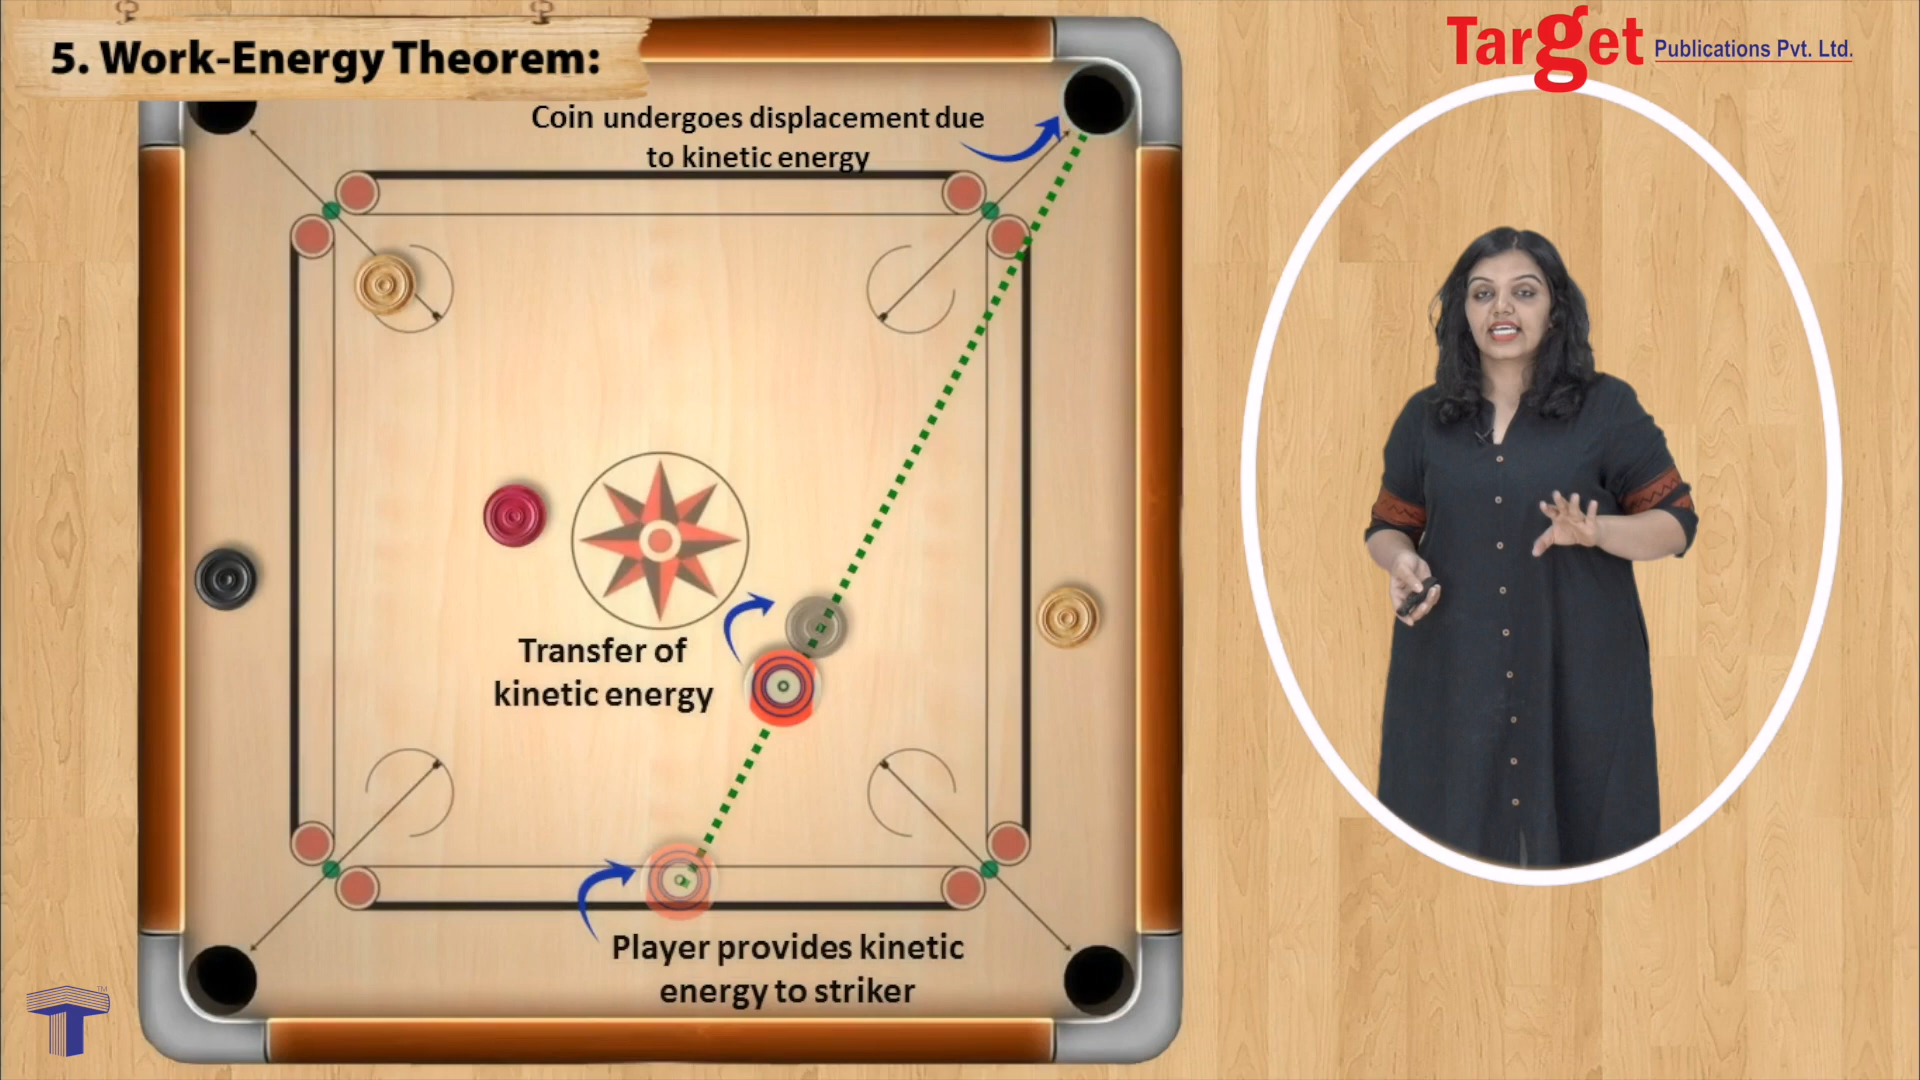 5. Work-Energy Theorem:
Target Publications Pvt. Ltd.
Coin undergoes displacement due
to kinetic energy
Transfer of
kinetic energy
Player provides kinetic
energy to striker
TM